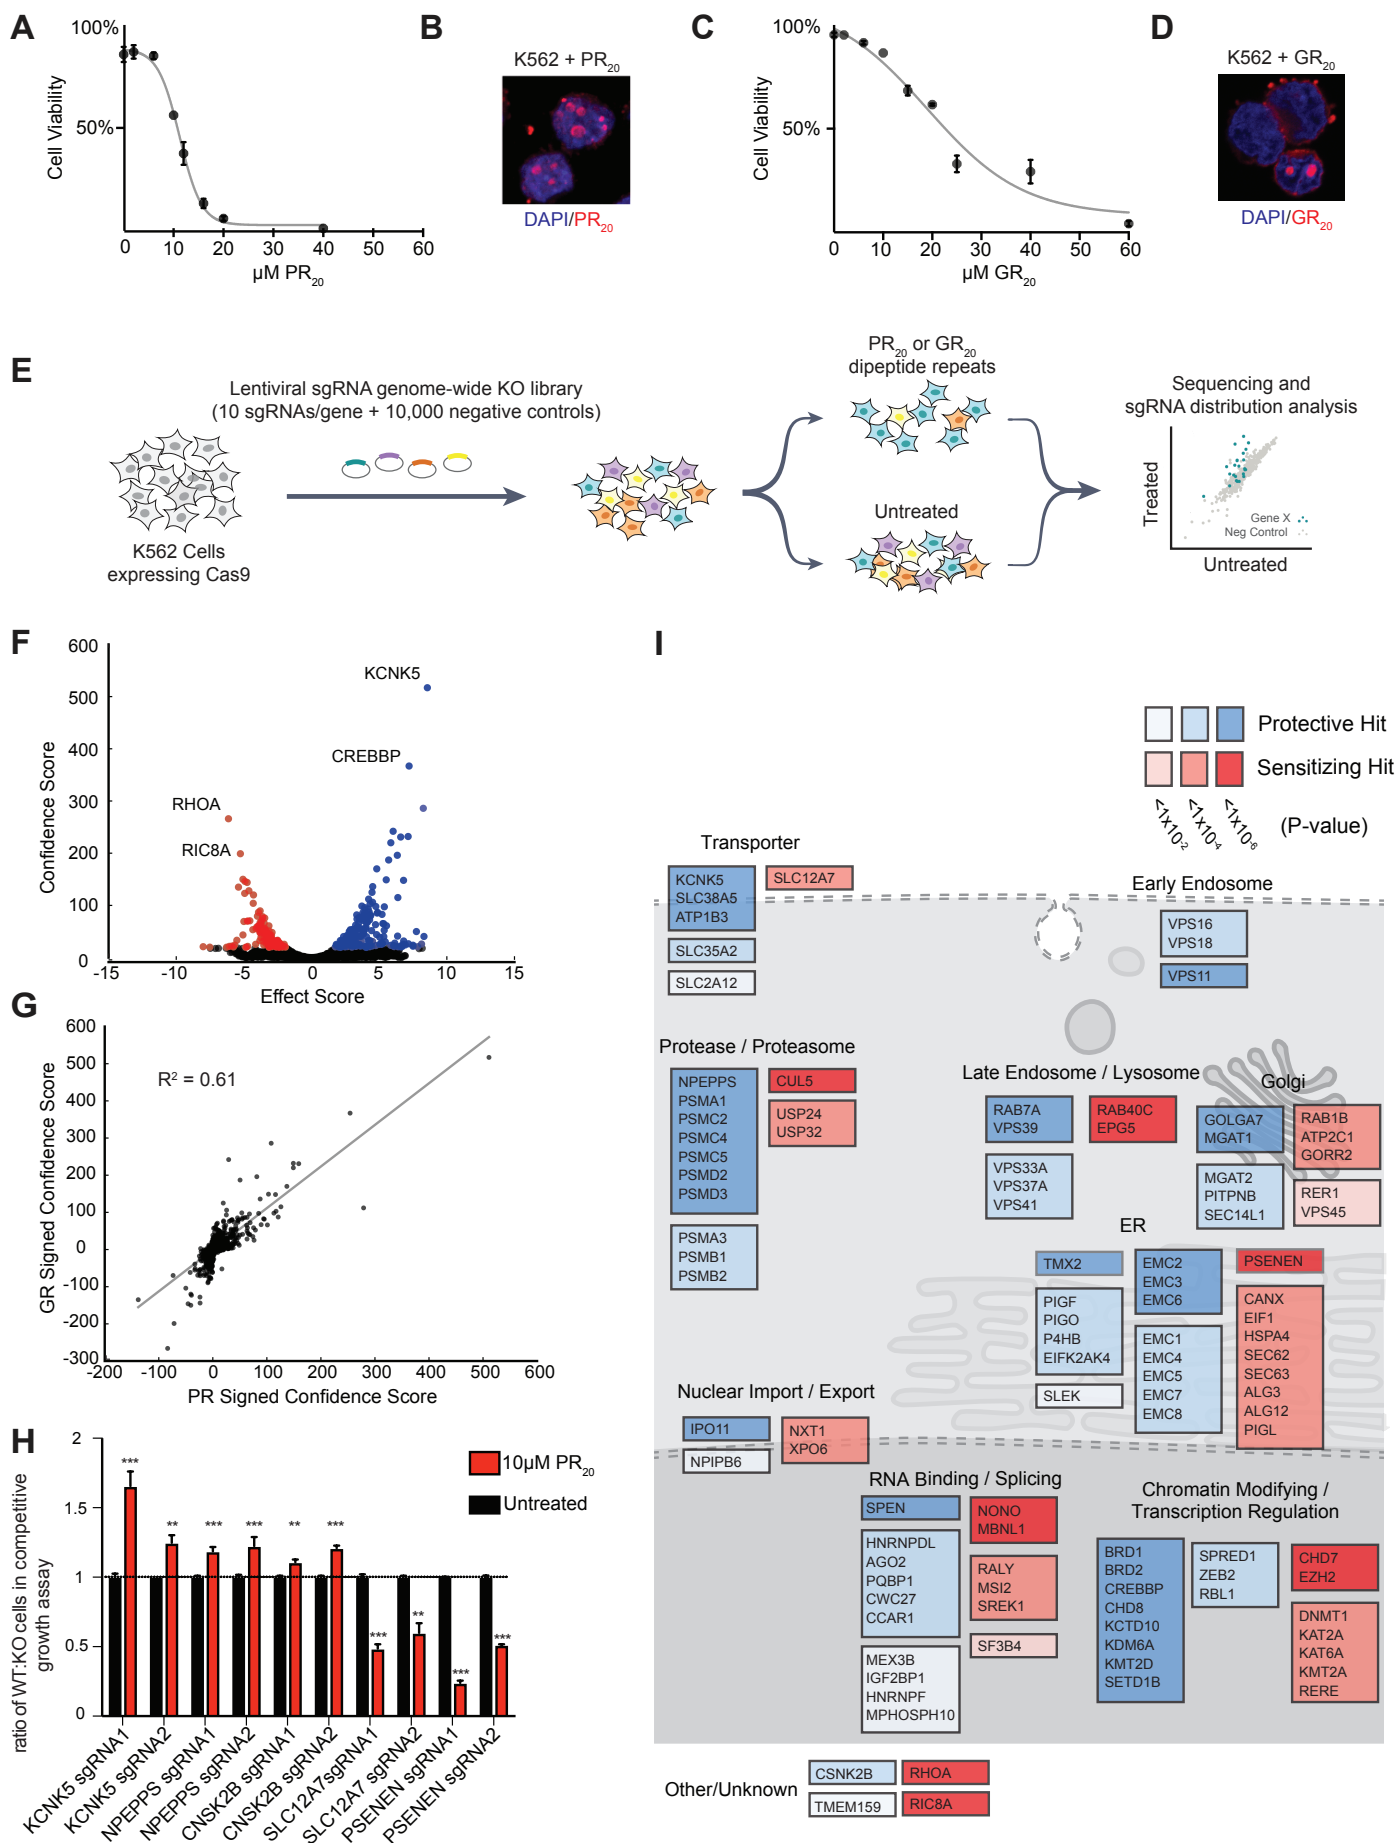 A
100%
50%
Cell Viability
0 10 20 30 40 50 60
µM PR20
B
K562 + PR20
DAPI/PR20
C
100%
50%
Cell Viability
0 10 20 30 40 50 60
µM GR20
D
K562 + GR20
DAPI/GR20
E
Lentiviral sgRNA genome-wide KO library
(10 sgRNAs/gene + 10,000 negative controls)
K562 Cells
expressing Cas9
PR20 or GR20
dipeptide repeats
Untreated
Sequencing and
sgRNA distribution analysis
Treated
Gene X
Neg Control
Untreated
F
600
500
400
300
200
100
0
Confidence Score
KCNK5
CREBBP
RHOA
RIC8A
-15 -10 -5 0 5 10 15
Effect Score
G
600
500
400
300
200
100
0
-100
-200
-300
GR Signed Confidence Score
R2 = 0.61
-200 -100 0 100 200 300 400 500 600
PR Signed Confidence Score
H
2
1.5
1
0.5
0
ratio of WT:KO cells in competitive
growth assay
10µM PR20
Untreated
*** ** *** *** ** *** *** ** *** ***
KCNK5 sgRNA1
KCNK5 sgRNA2
NPEPPS sgRNA1
NPEPPS sgRNA2
CNSK2B sgRNA1
CNSK2B sgRNA2
SLC12A7sgRNA1
SLC12A7 sgRNA2
PSENEN sgRNA1
PSENEN sgRNA2
I
Protective Hit
Sensitizing Hit
<1x10-2 <1x10-4 <1x10-6
(P-value)
Transporter
KCNK5
SLC38A5
ATP1B3
SLC35A2
SLC2A12
SLC12A7
Early Endosome
VPS16
VPS18
VPS11
Protease / Proteasome
NPEPPS
PSMA1
PSMC2
PSMC4
PSMC5
PSMD2
PSMD3
PSMA3
PSMB1
PSMB2
CUL5
USP24
USP32
Late Endosome / Lysosome
RAB7A
VPS39
VPS33A
VPS37A
VPS41
RAB40C
EPG5
Golgi
GOLGA7
MGAT1
MGAT2
PITPNB
SEC14L1
RAB1B
ATP2C1
GORR2
RER1
VPS45
ER
TMX2
PIGF
PIGO
P4HB
EIFK2AK4
SLEK
EMC2
EMC3
EMC6
EMC1
EMC4
EMC5
EMC7
EMC8
PSENEN
CANX
EIF1
HSPA4
SEC62
SEC63
ALG3
ALG12
PIGL
Nuclear Import / Export
IPO11
NPIPB6
NXT1
XPO6
RNA Binding / Splicing
SPEN
HNRNPDL
AGO2
PQBP1
CWC27
CCAR1
MEX3B
IGF2BP1
HNRNPF
MPHOSPH10
NONO
MBNL1
RALY
MSI2
SREK1
SF3B4
Chromatin Modifying /
Transcription Regulation
BRD1
BRD2
CREBBP
CHD8
KCTD10
KDM6A
KMT2D
SETD1B
SPRED1
ZEB2
RBL1
CHD7
EZH2
DNMT1
KAT2A
KAT6A
KMT2A
RERE
Other/Unknown
CSNK2B
TMEM159
RHOA
RIC8A